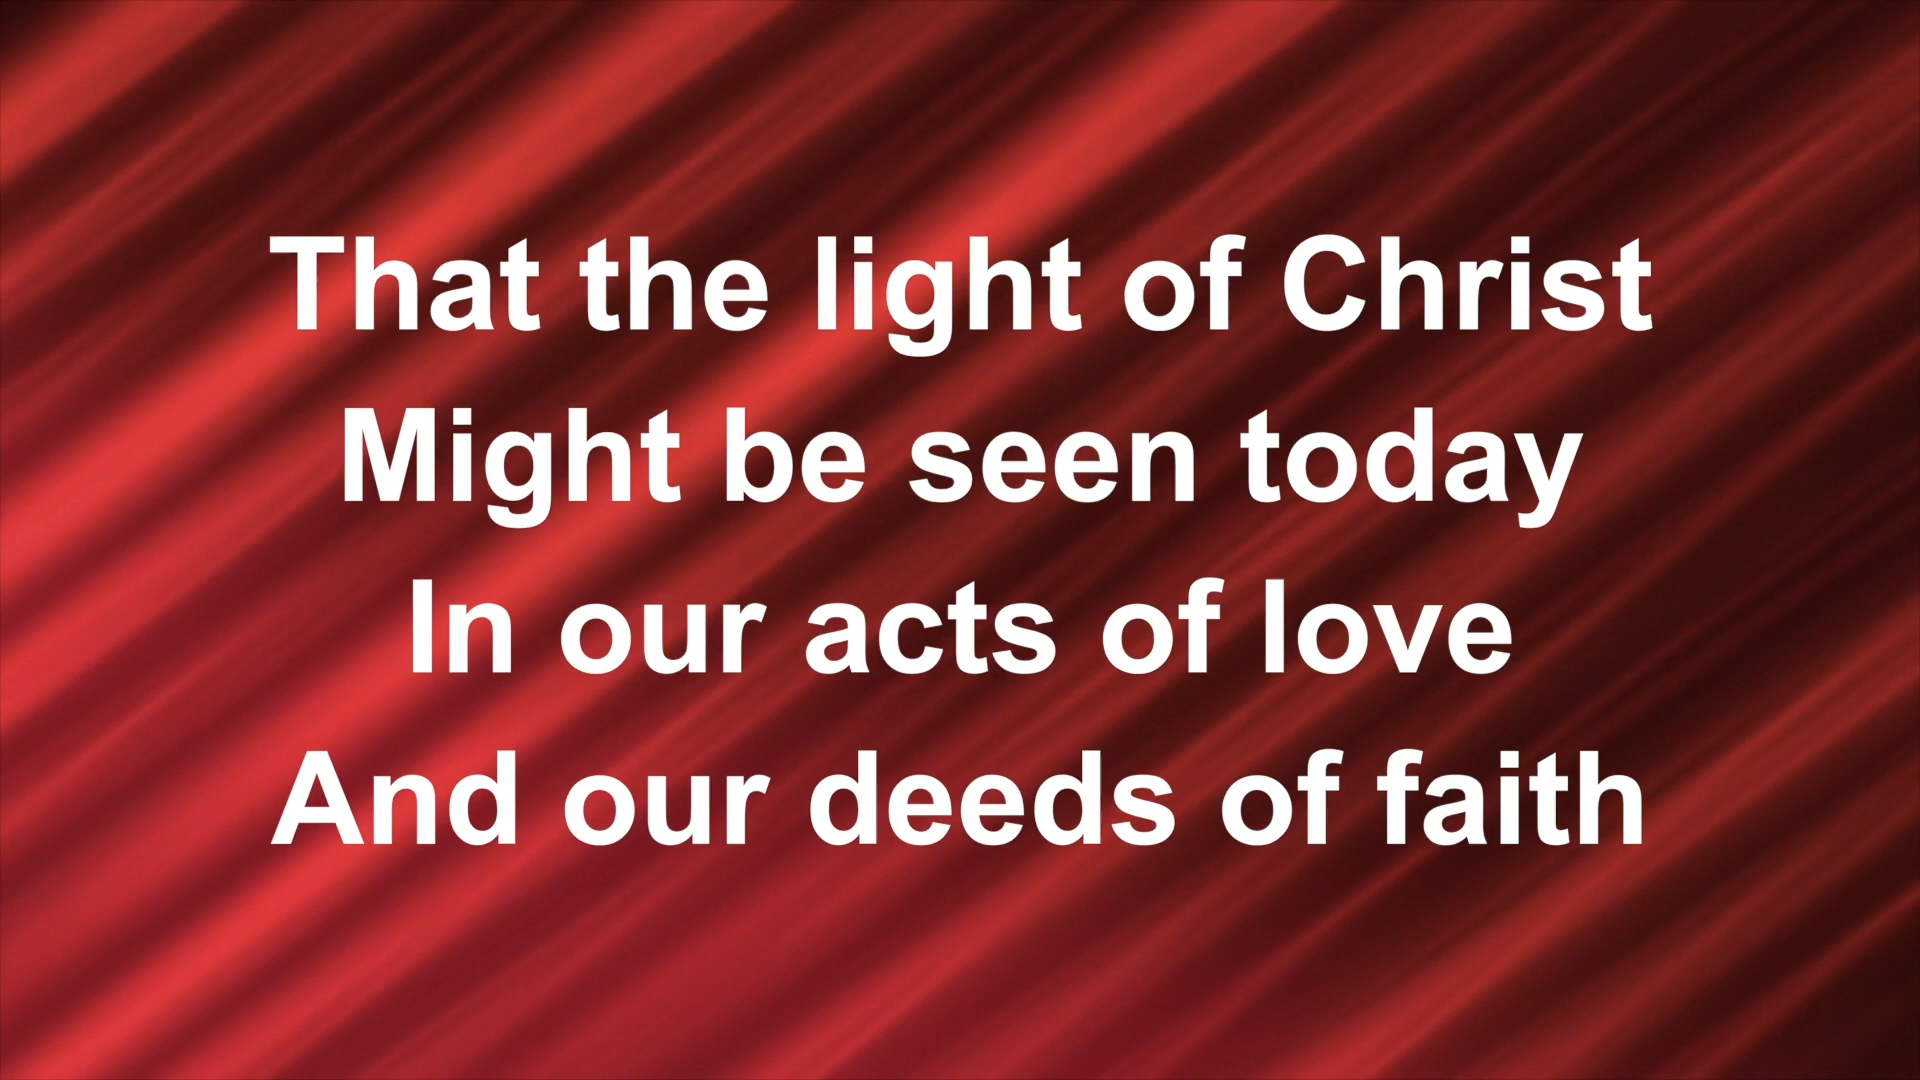 That the light of Christ
Might be seen today
In our acts of love
And our deeds of faith